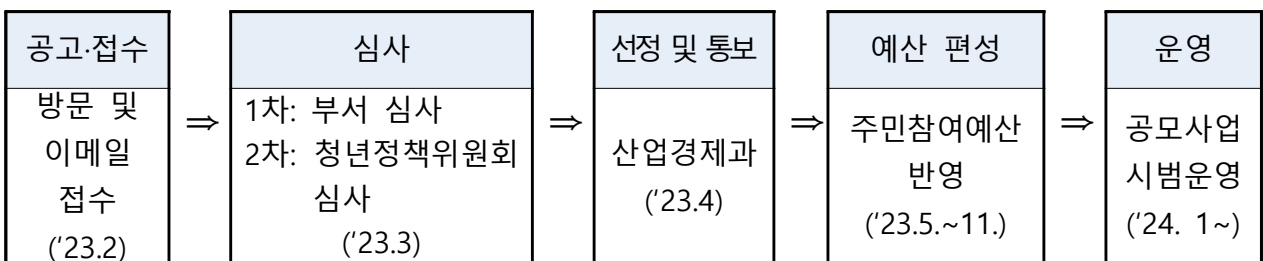 공고·접수
방문 및
이메일
접수
('23.2)
⇒
심사
1차: 부서 심사
2차: 청년정책위원회
심사
('23.3)
⇒
선정 및 통보
산업경제과
('23.4)
⇒
예산 편성
주민참여예산
반영
('23.5.~11.)
⇒
운영
공모사업
시범운영
('24. 1~)